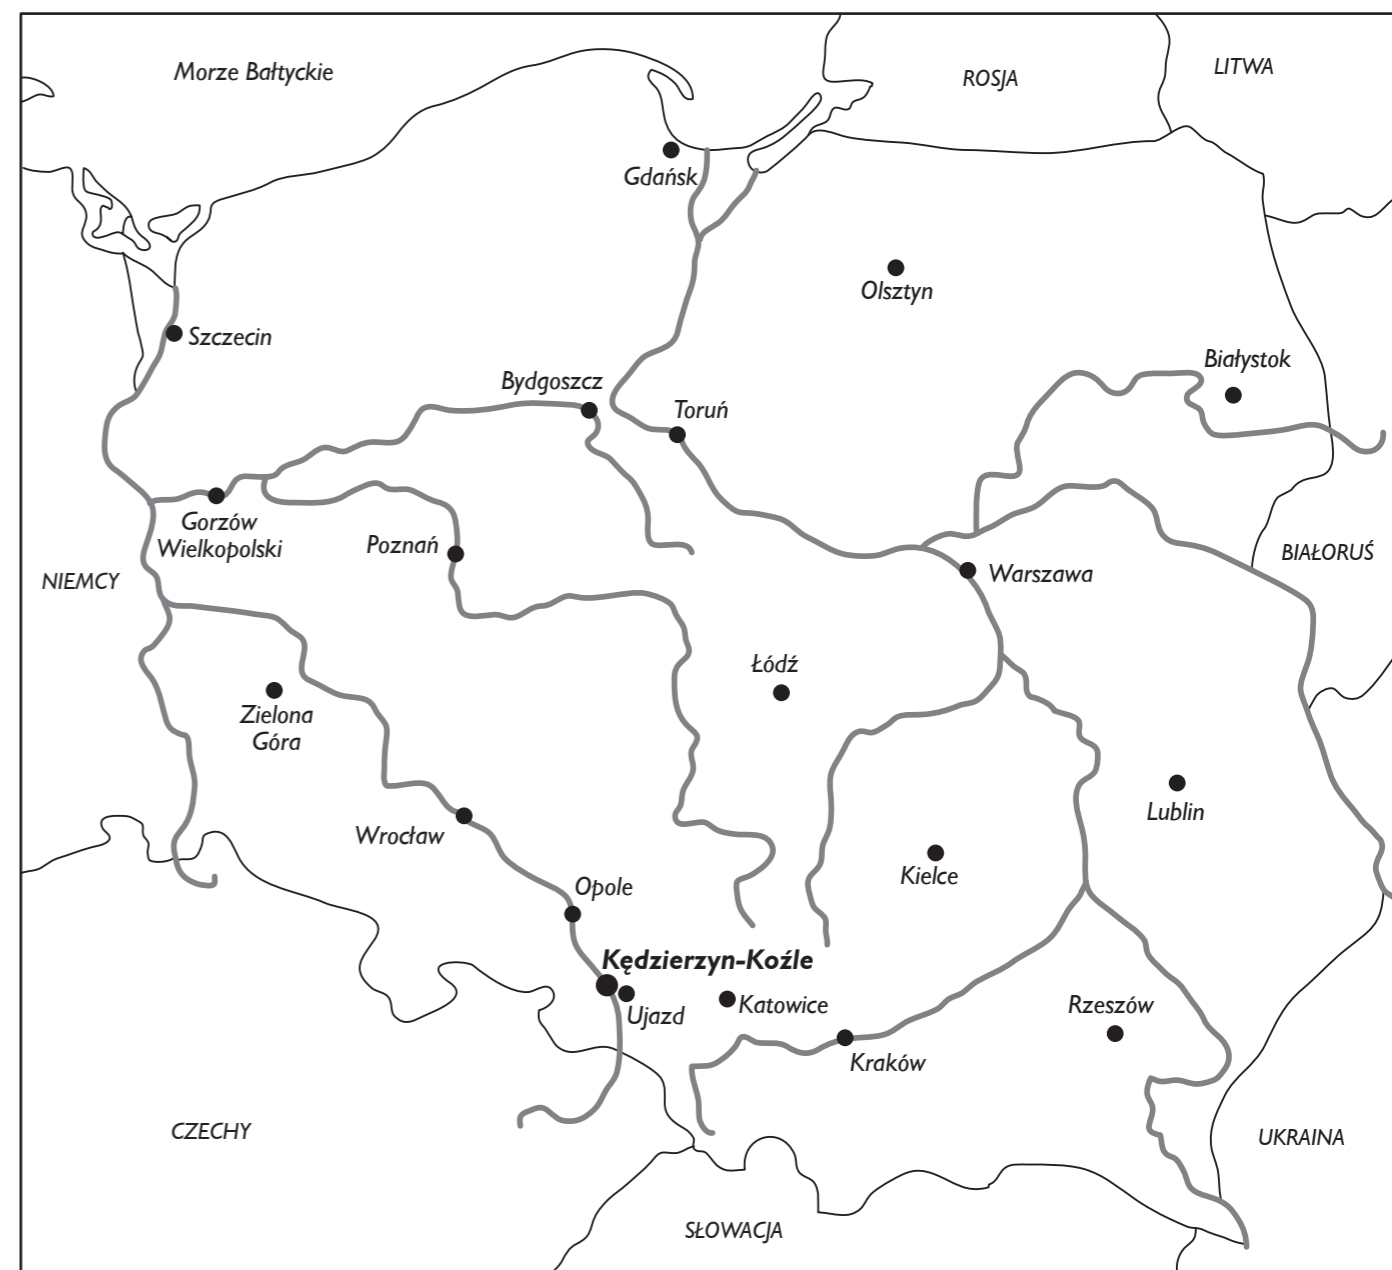 Morze Bałtyckie
ROSJA
LITWA
Gdańsk
Olsztyn
Szczecin
Białystok
Bydgoszcz
Toruń
Gorzów
Wielkopolski
Poznań
NIEMCY
Warszawa
BIAŁORUŚ
Łódź
Zielona
Góra
Lublin
Wrocław
Kielce
Opole
Kędzierzyn-Koźle
Ujazd
Katowice
Rzeszów
Kraków
CZECHY
UKRAINA
SŁOWACJA